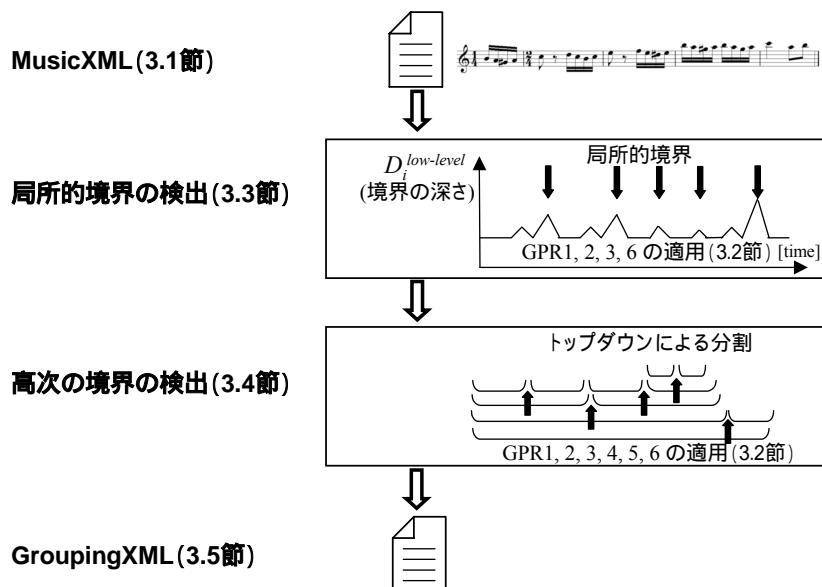 MusicXML(3.1節)
局所的境界の検出(3.3節)
D_i^{low-level}
(境界の深さ)
局所的境界
GPR1, 2, 3, 6 の適用(3.2節) [time]
高次の境界の検出(3.4節)
トップダウンによる分割
GPR1, 2, 3, 4, 5, 6 の適用(3.2節)
GroupingXML(3.5節)